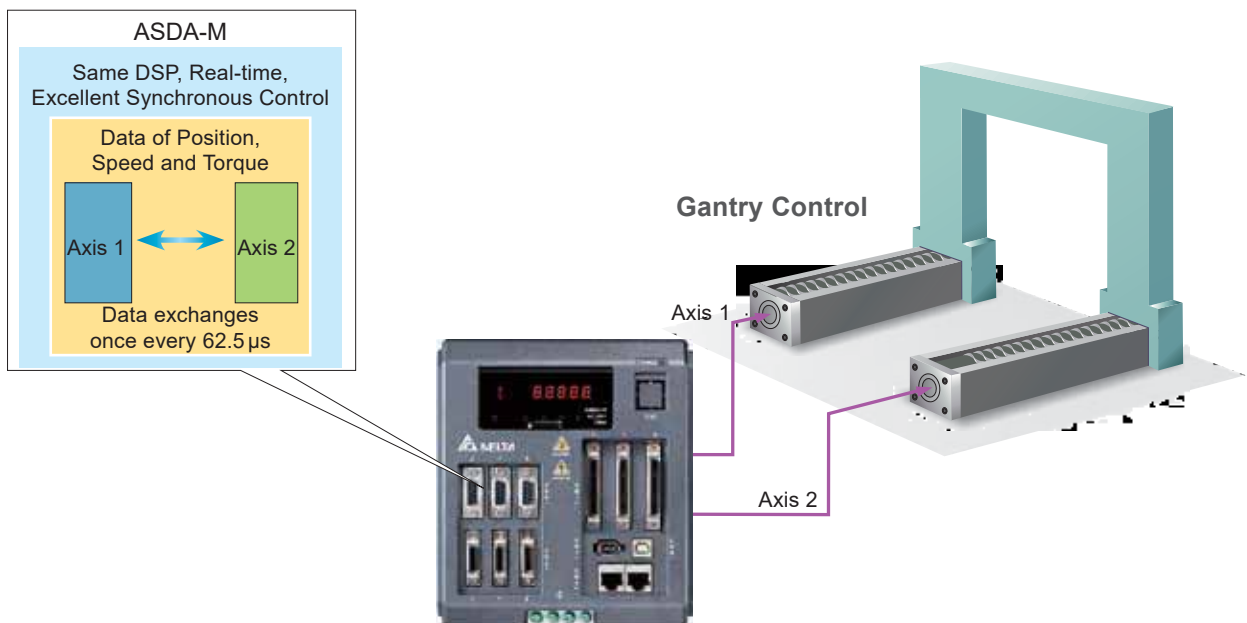 ASDA-M
Same DSP, Real-time,
Excellent Synchronous Control
Data of Position,
Speed and Torque
Axis 1
Axis 2
Data exchanges
once every 62.5 µs
Gantry Control
Axis 1
Axis 2